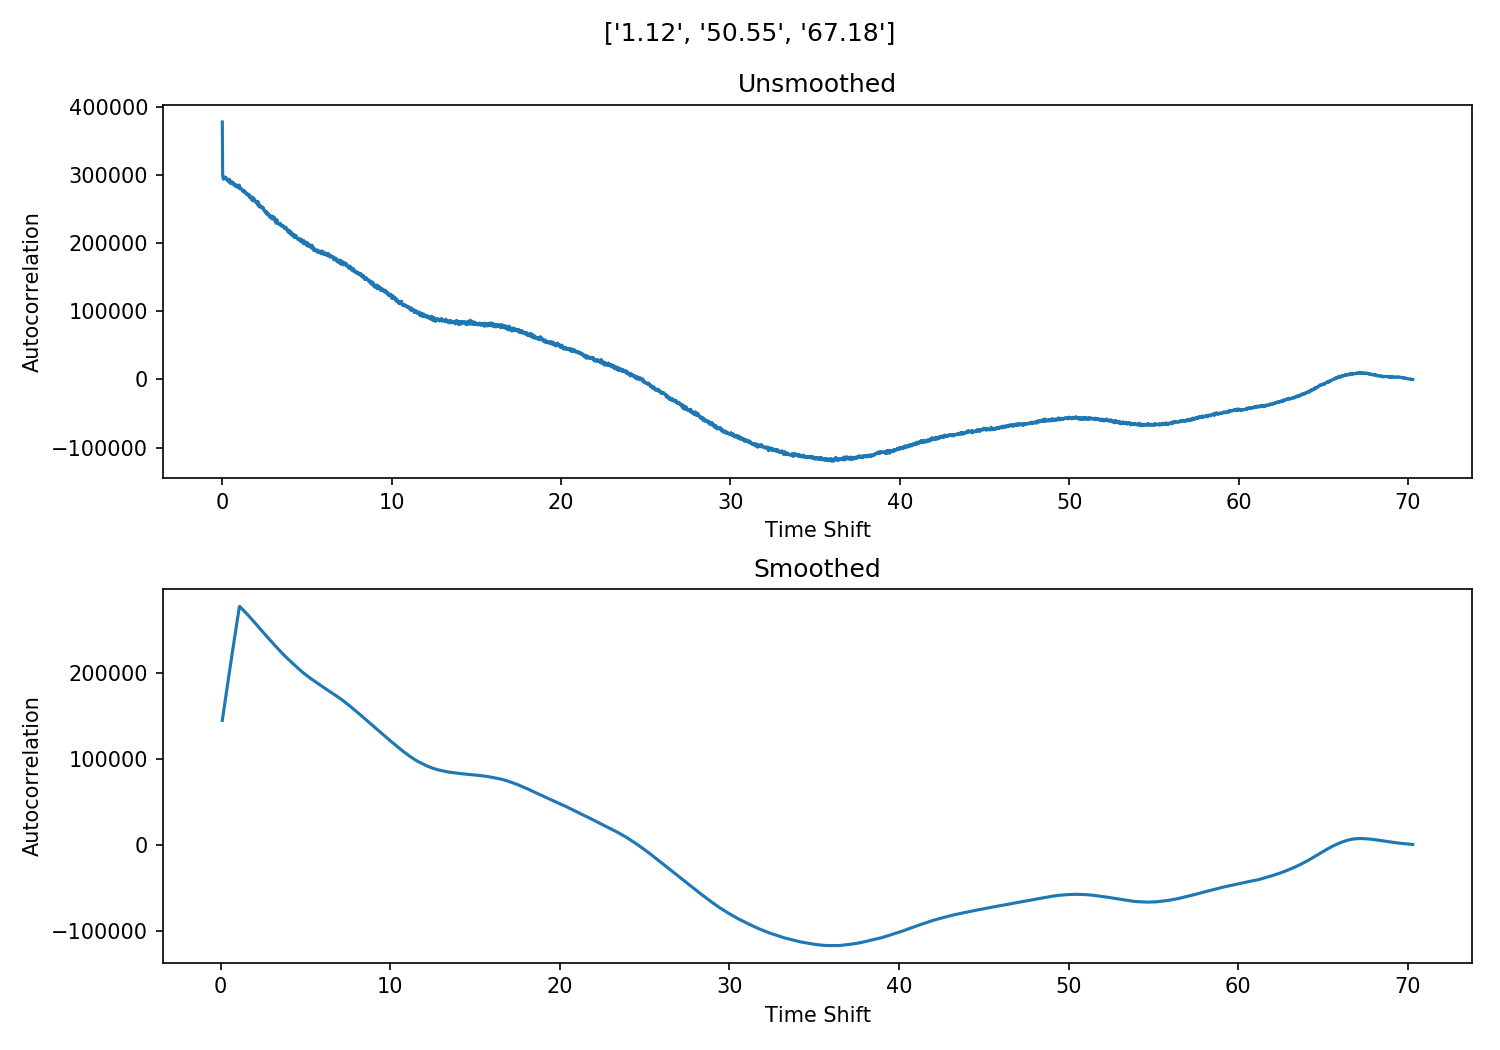 ['1.12', '50.55', '67.18']
Unsmoothed
400000
300000
200000
100000
0
−100000
Autocorrelation
0 10 20 30 40 50 60 70
Time Shift
Smoothed
200000
100000
0
−100000
Autocorrelation
0 10 20 30 40 50 60 70
Time Shift